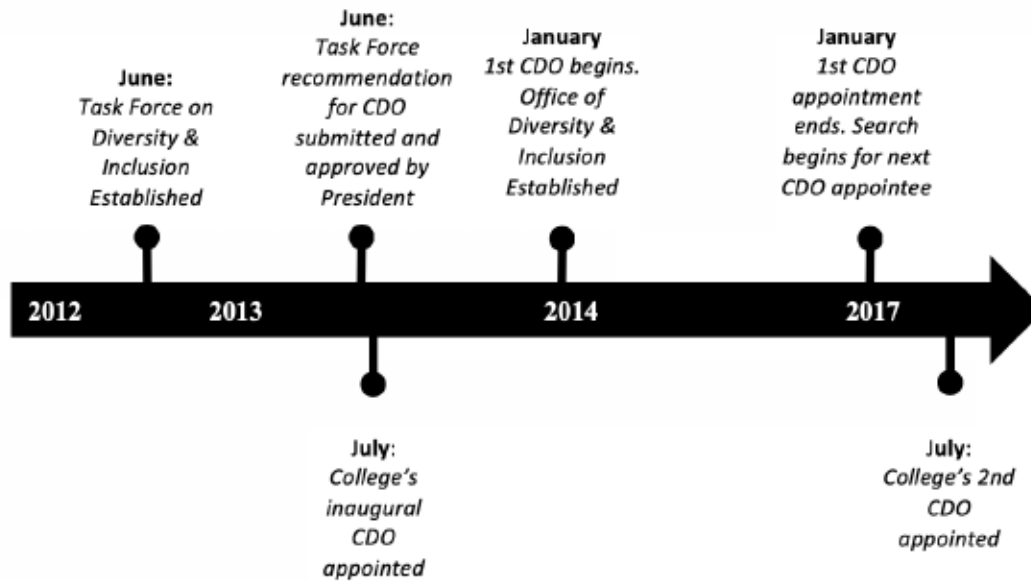 June:
Task Force on
Diversity &
Inclusion
Established
June:
Task Force
recommendation
for CDO
submitted and
approved by
President
January
1st CDO begins.
Office of
Diversity &
Inclusion
Established
January
1st CDO
appointment
ends. Search
begins for next
CDO appointee
2012
2013
2014
2017
July:
College's
inaugural
CDO
appointed
July:
College's 2nd
CDO
appointed